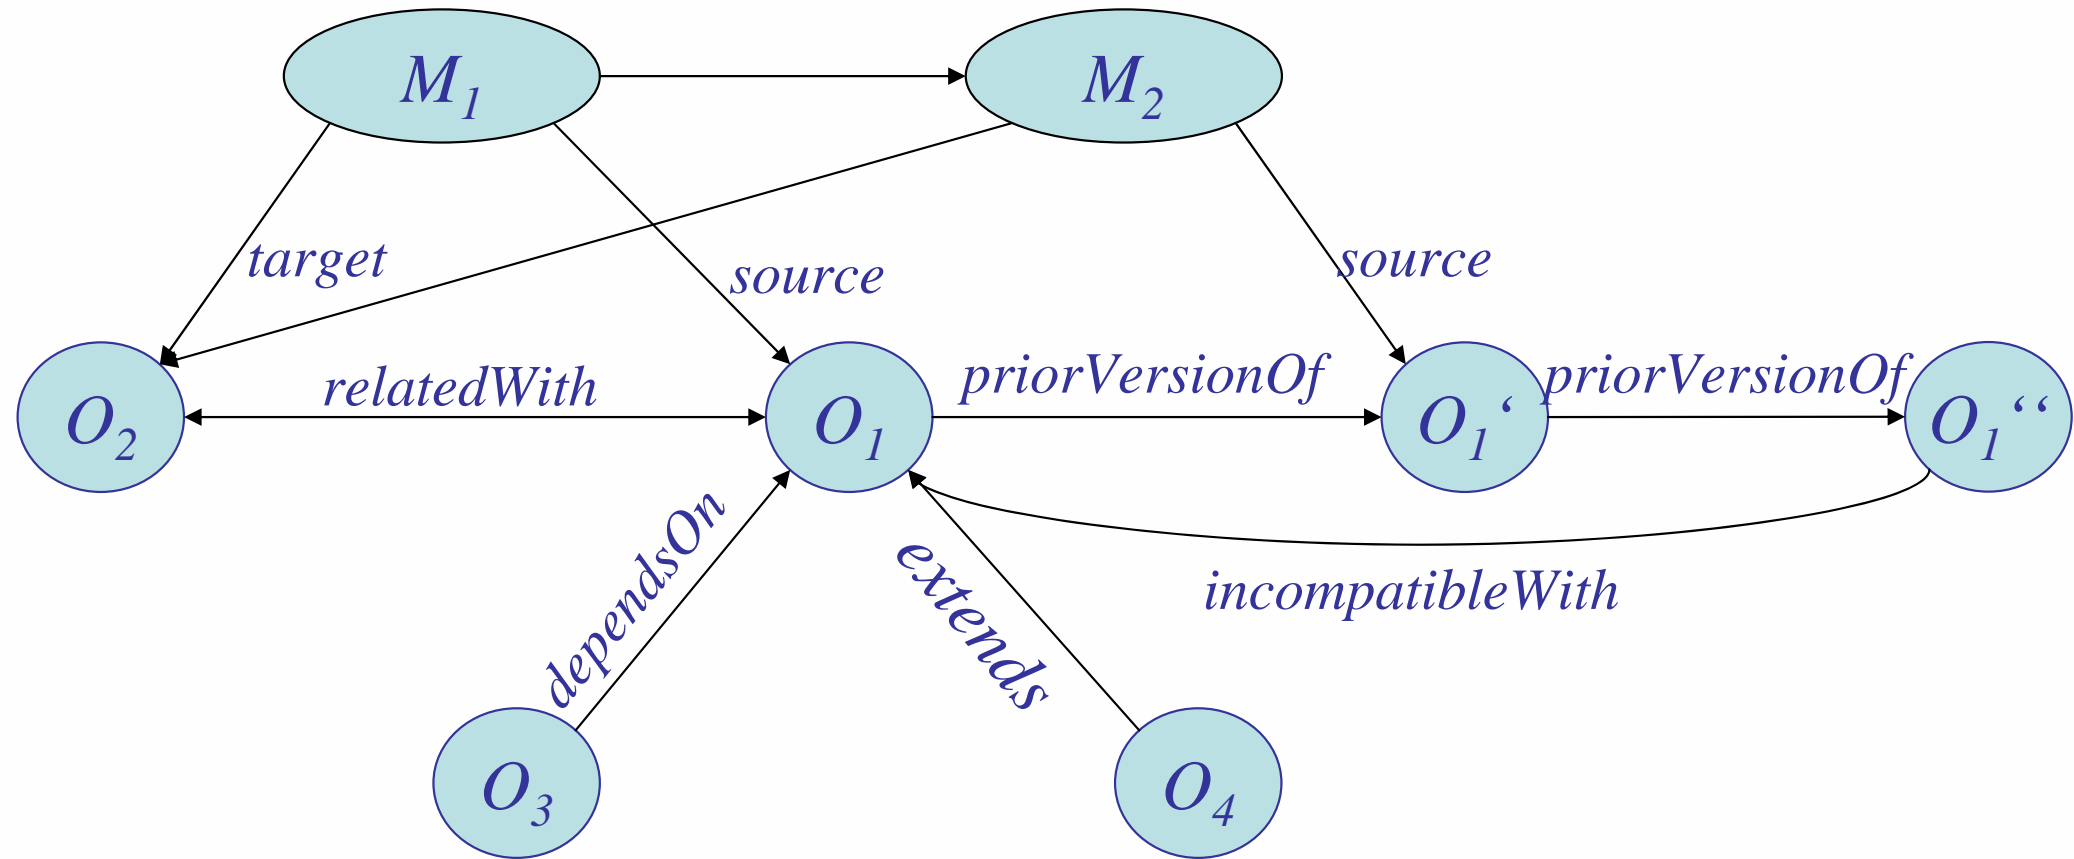 M1
M2
target
source
source
relatedWith
priorVersionOf
priorVersionOf
O2
O1
O1‘
O1‘‘
dependsOn
extends
incompatibleWith
O3
O4